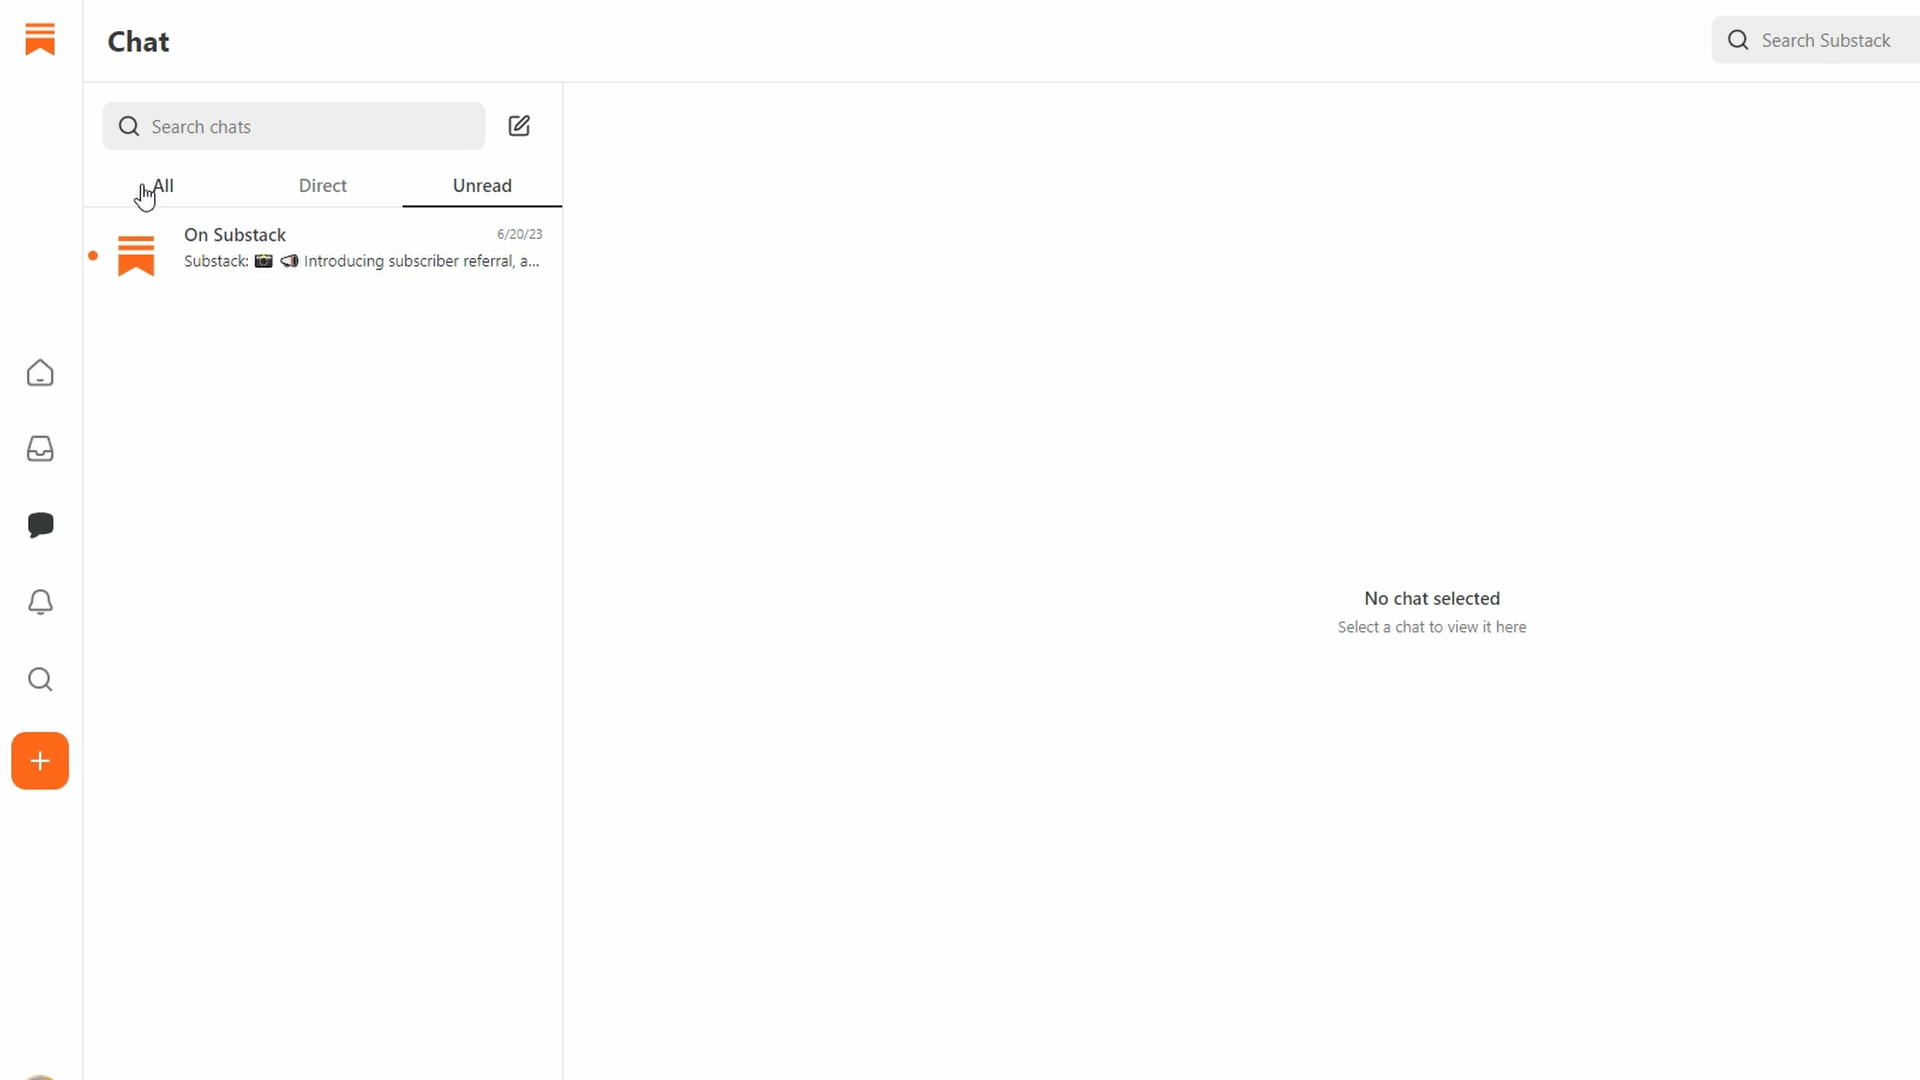 Chat
Search Substack
Search chats
All
Direct
Unread
On Substack
6/20/23
Substack: 📸 📢 Introducing subscriber referral, a...
No chat selected
Select a chat to view it here